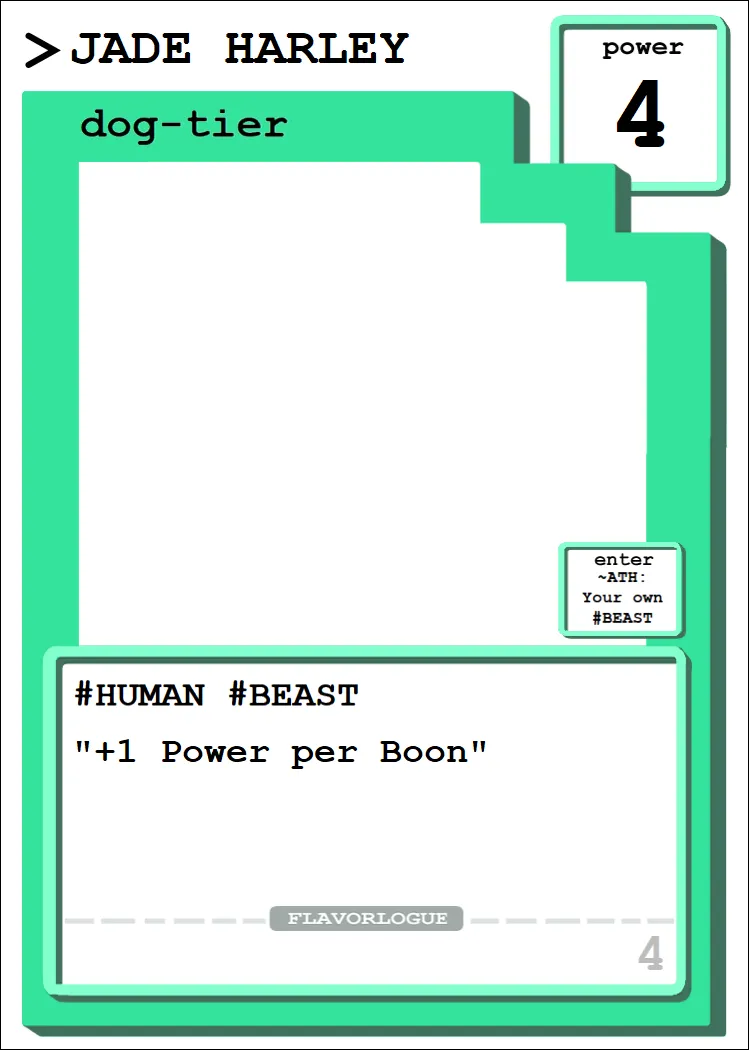 >JADE HARLEY
power
4
dog-tier
enter
~ATH:
Your own
#BEAST
#HUMAN #BEAST
"+1 Power per Boon"
FLAVORLOGUE
4